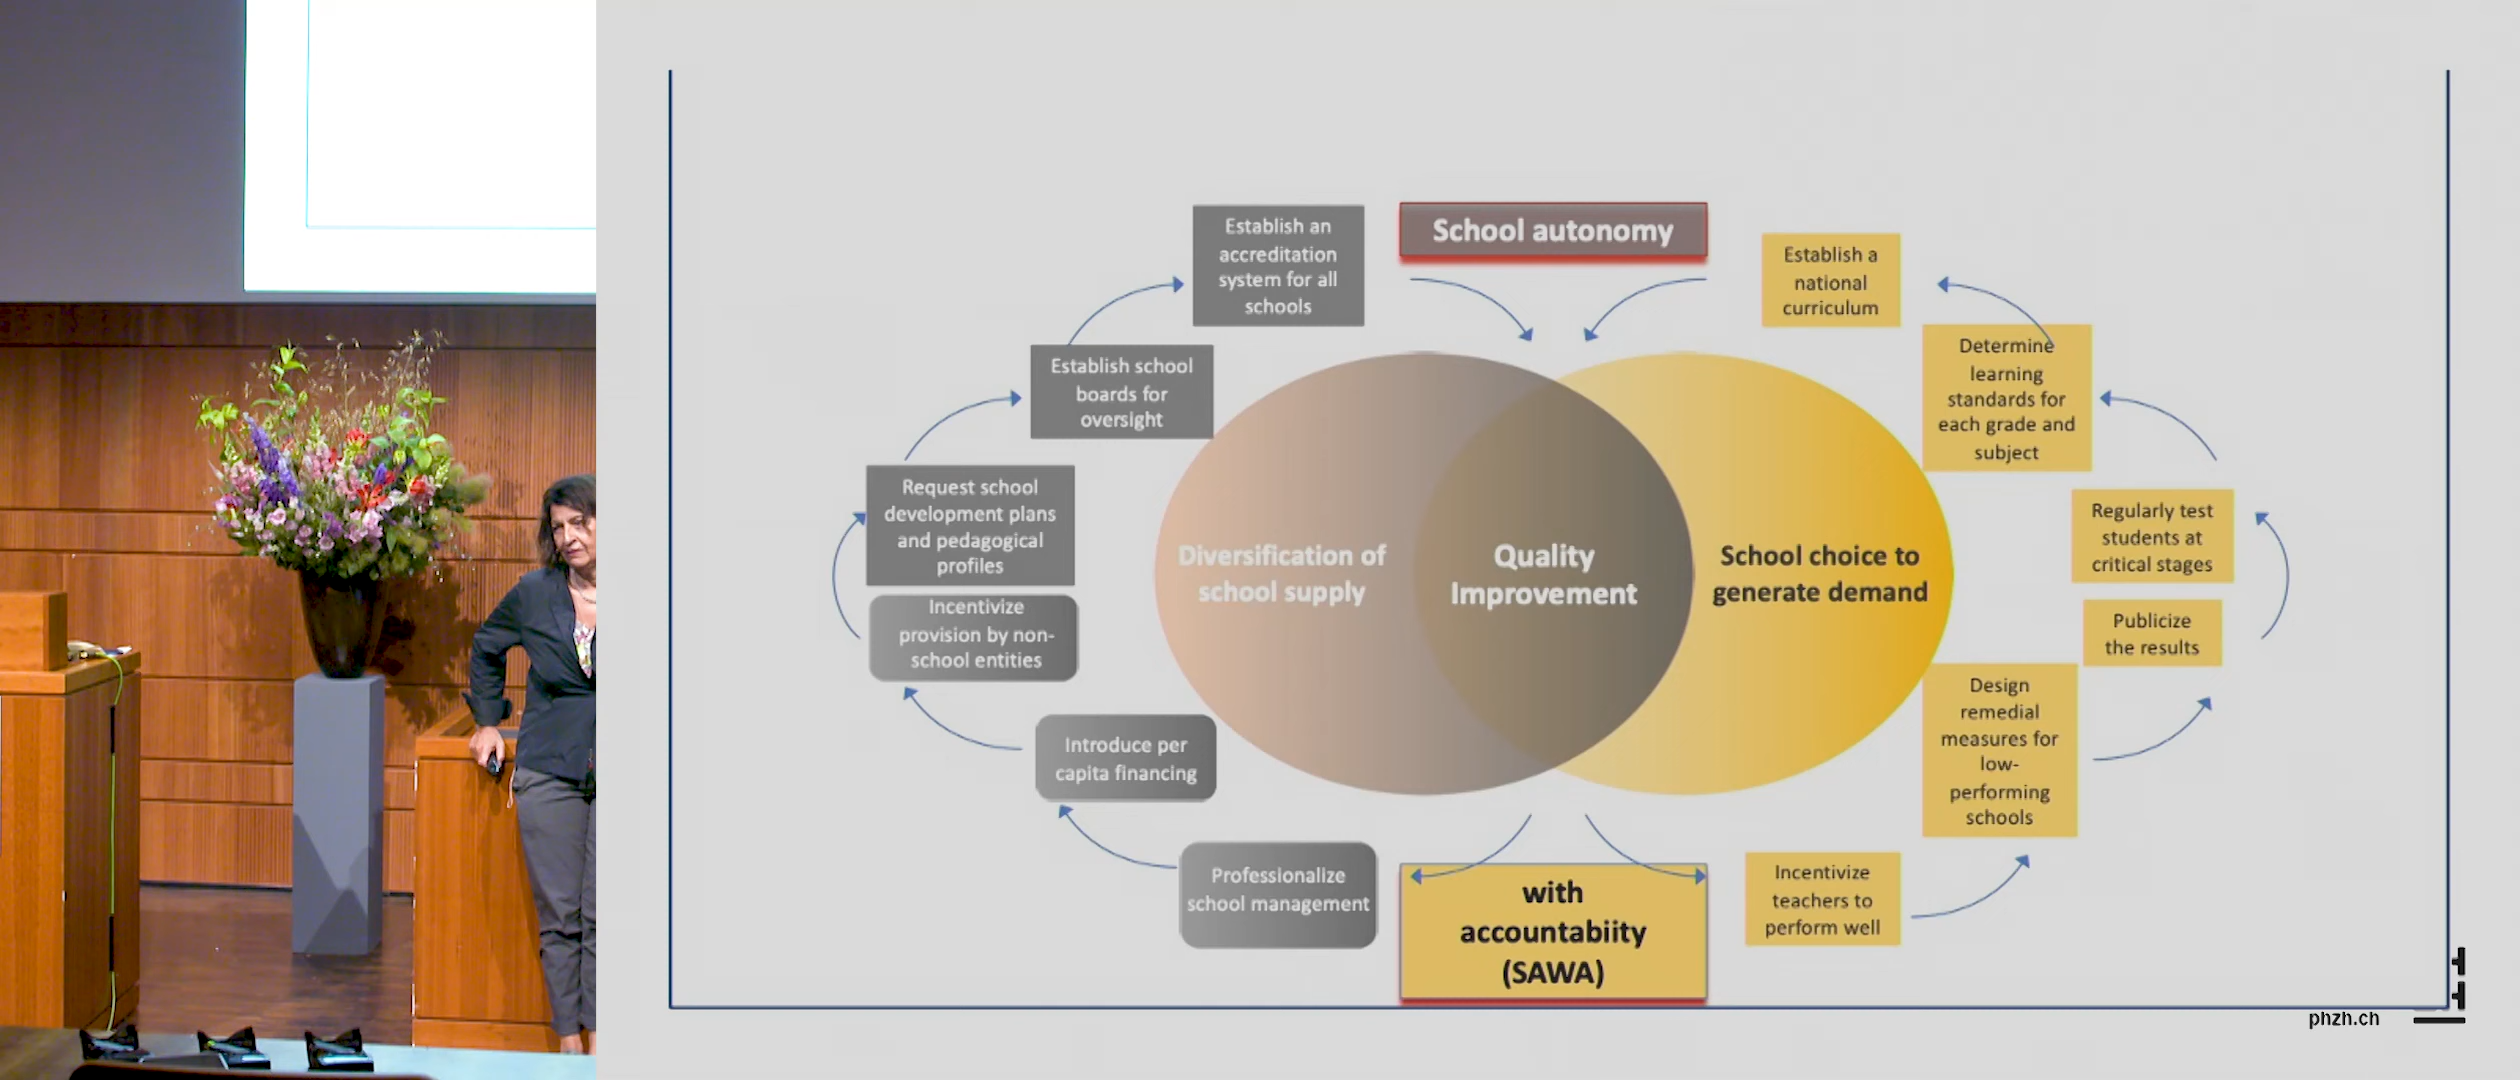 School autonomy
Establish an
accreditation
system for all
schools
Establish school
boards for
oversight
Request school
development plans
and pedagogical
profiles
Incentivize
provision by non-
school entities
Introduce per
capita financing
Professionalize
school management
Diversification of
school supply
Quality
Improvement
School choice to
generate demand
Establish a
national
curriculum
Determine
learning
standards for
each grade and
subject
Regularly test
students at
critical stages
Publicize
the results
Design
remedial
measures for
low-
performing
schools
Incentivize
teachers to
perform well
with
accountabiity
(SAWA)
phzh.ch